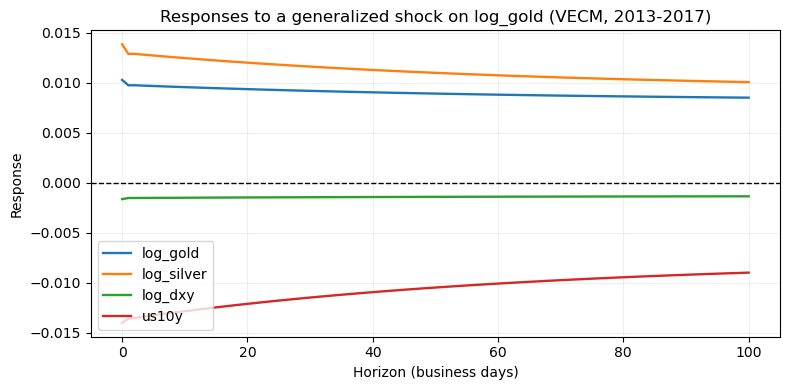 Responses to a generalized shock on log_gold (VECM, 2013-2017)
0.015
0.010
0.005
0.000
−0.005
−0.010
−0.015
Response
log_gold
log_silver
log_dxy
us10y
0 20 40 60 80 100
Horizon (business days)